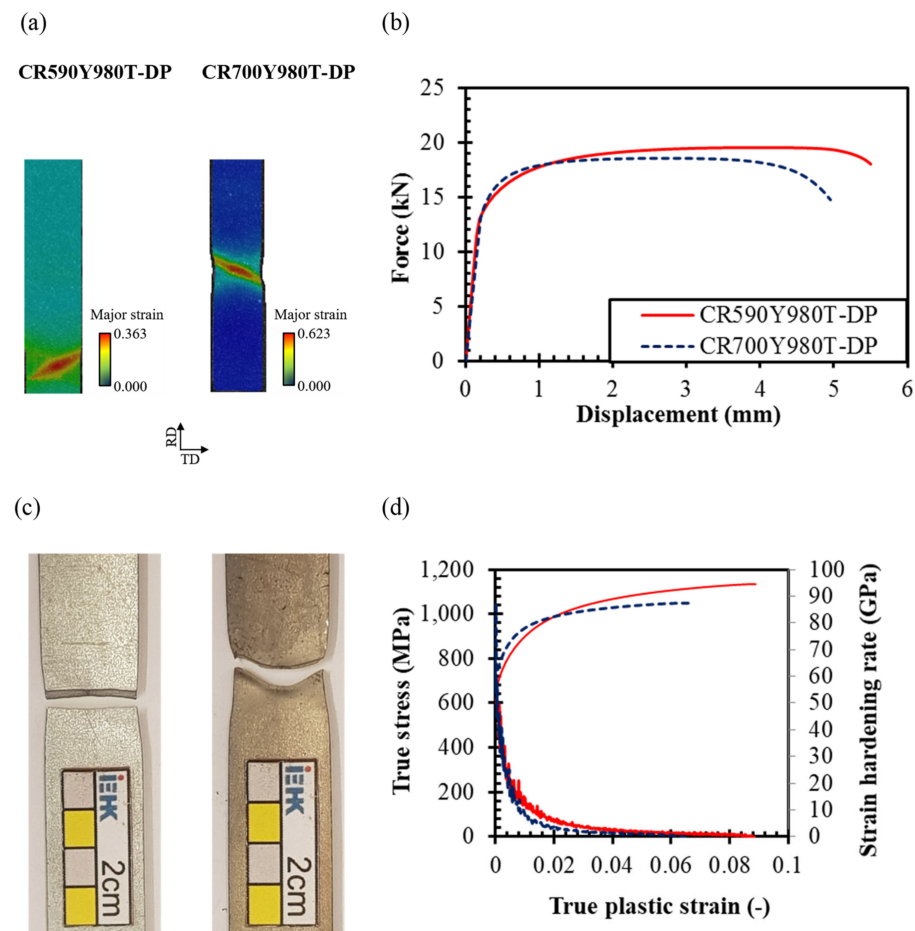 (a)
CR590Y980T-DP
CR700Y980T-DP
Major strain
0.363
0.000
Major strain
0.623
0.000
RD
TD
(b)
25
20
15
10
5
0
Force (kN)
0 1 2 3 4 5 6
Displacement (mm)
CR590Y980T-DP
CR700Y980T-DP
(c)
iEHK
2cm
iEHK
2cm
(d)
1,200
1,000
800
600
400
200
0
True stress (MPa)
100
90
80
70
60
50
40
30
20
10
0
Strain hardening rate (GPa)
0 0.02 0.04 0.06 0.08 0.1
True plastic strain (-)